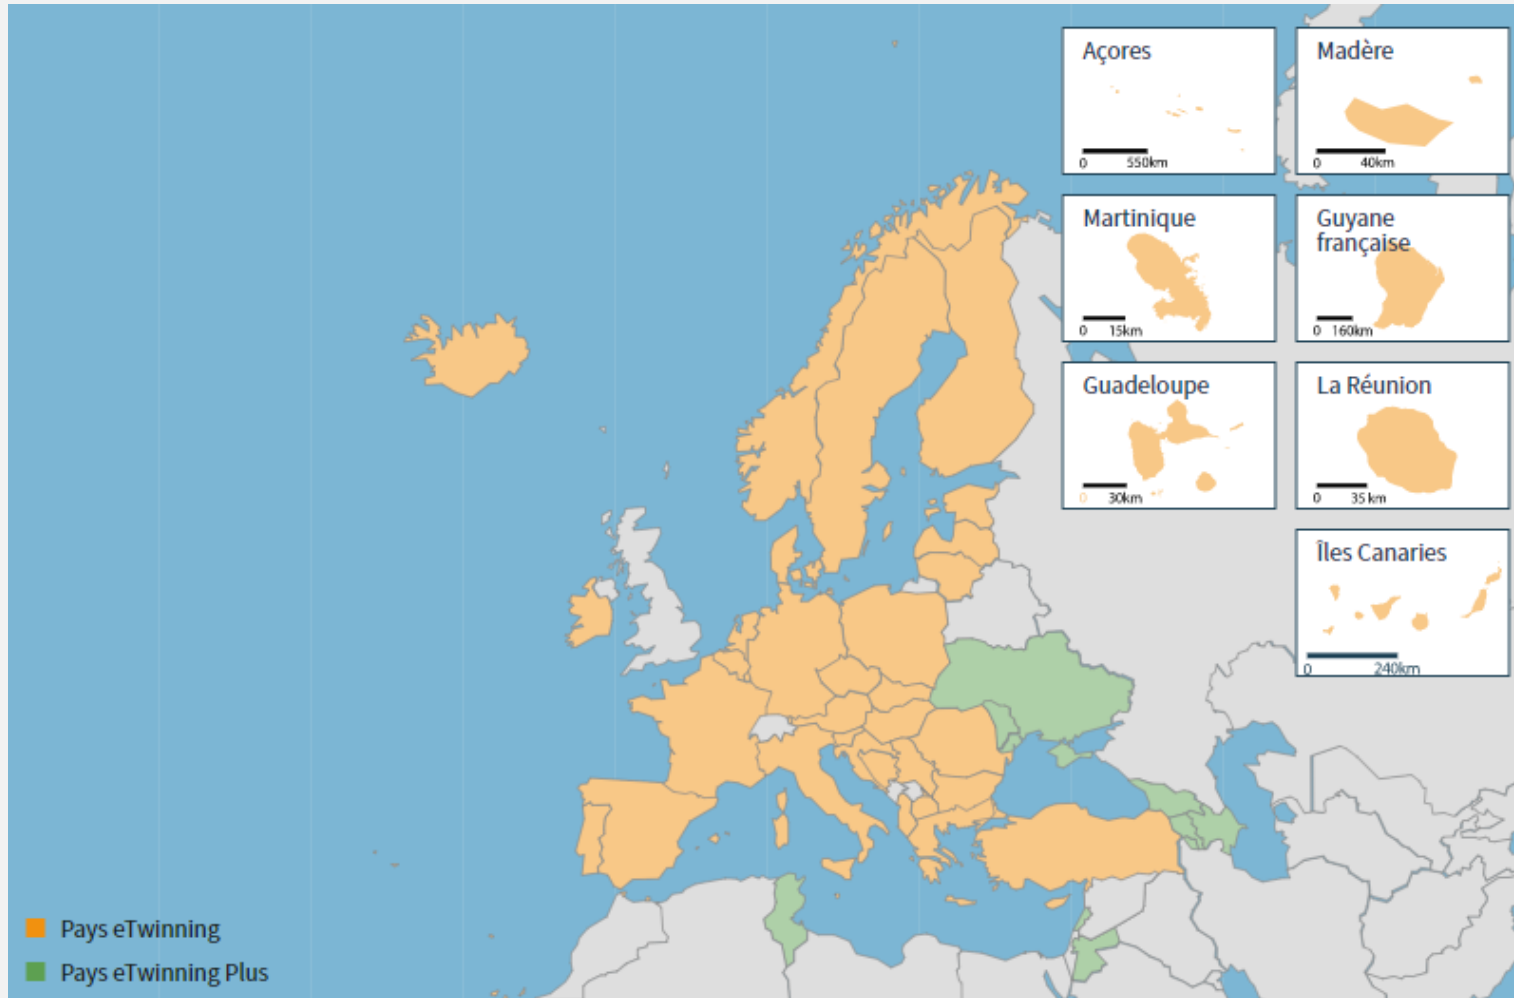 Açores
0 550km
Madère
0 40km
Martinique
0 15km
Guyane
française
0 160km
Guadeloupe
0 30km
La Réunion
0 35 km
Îles Canaries
0 240km
Pays eTwinning
Pays eTwinning Plus